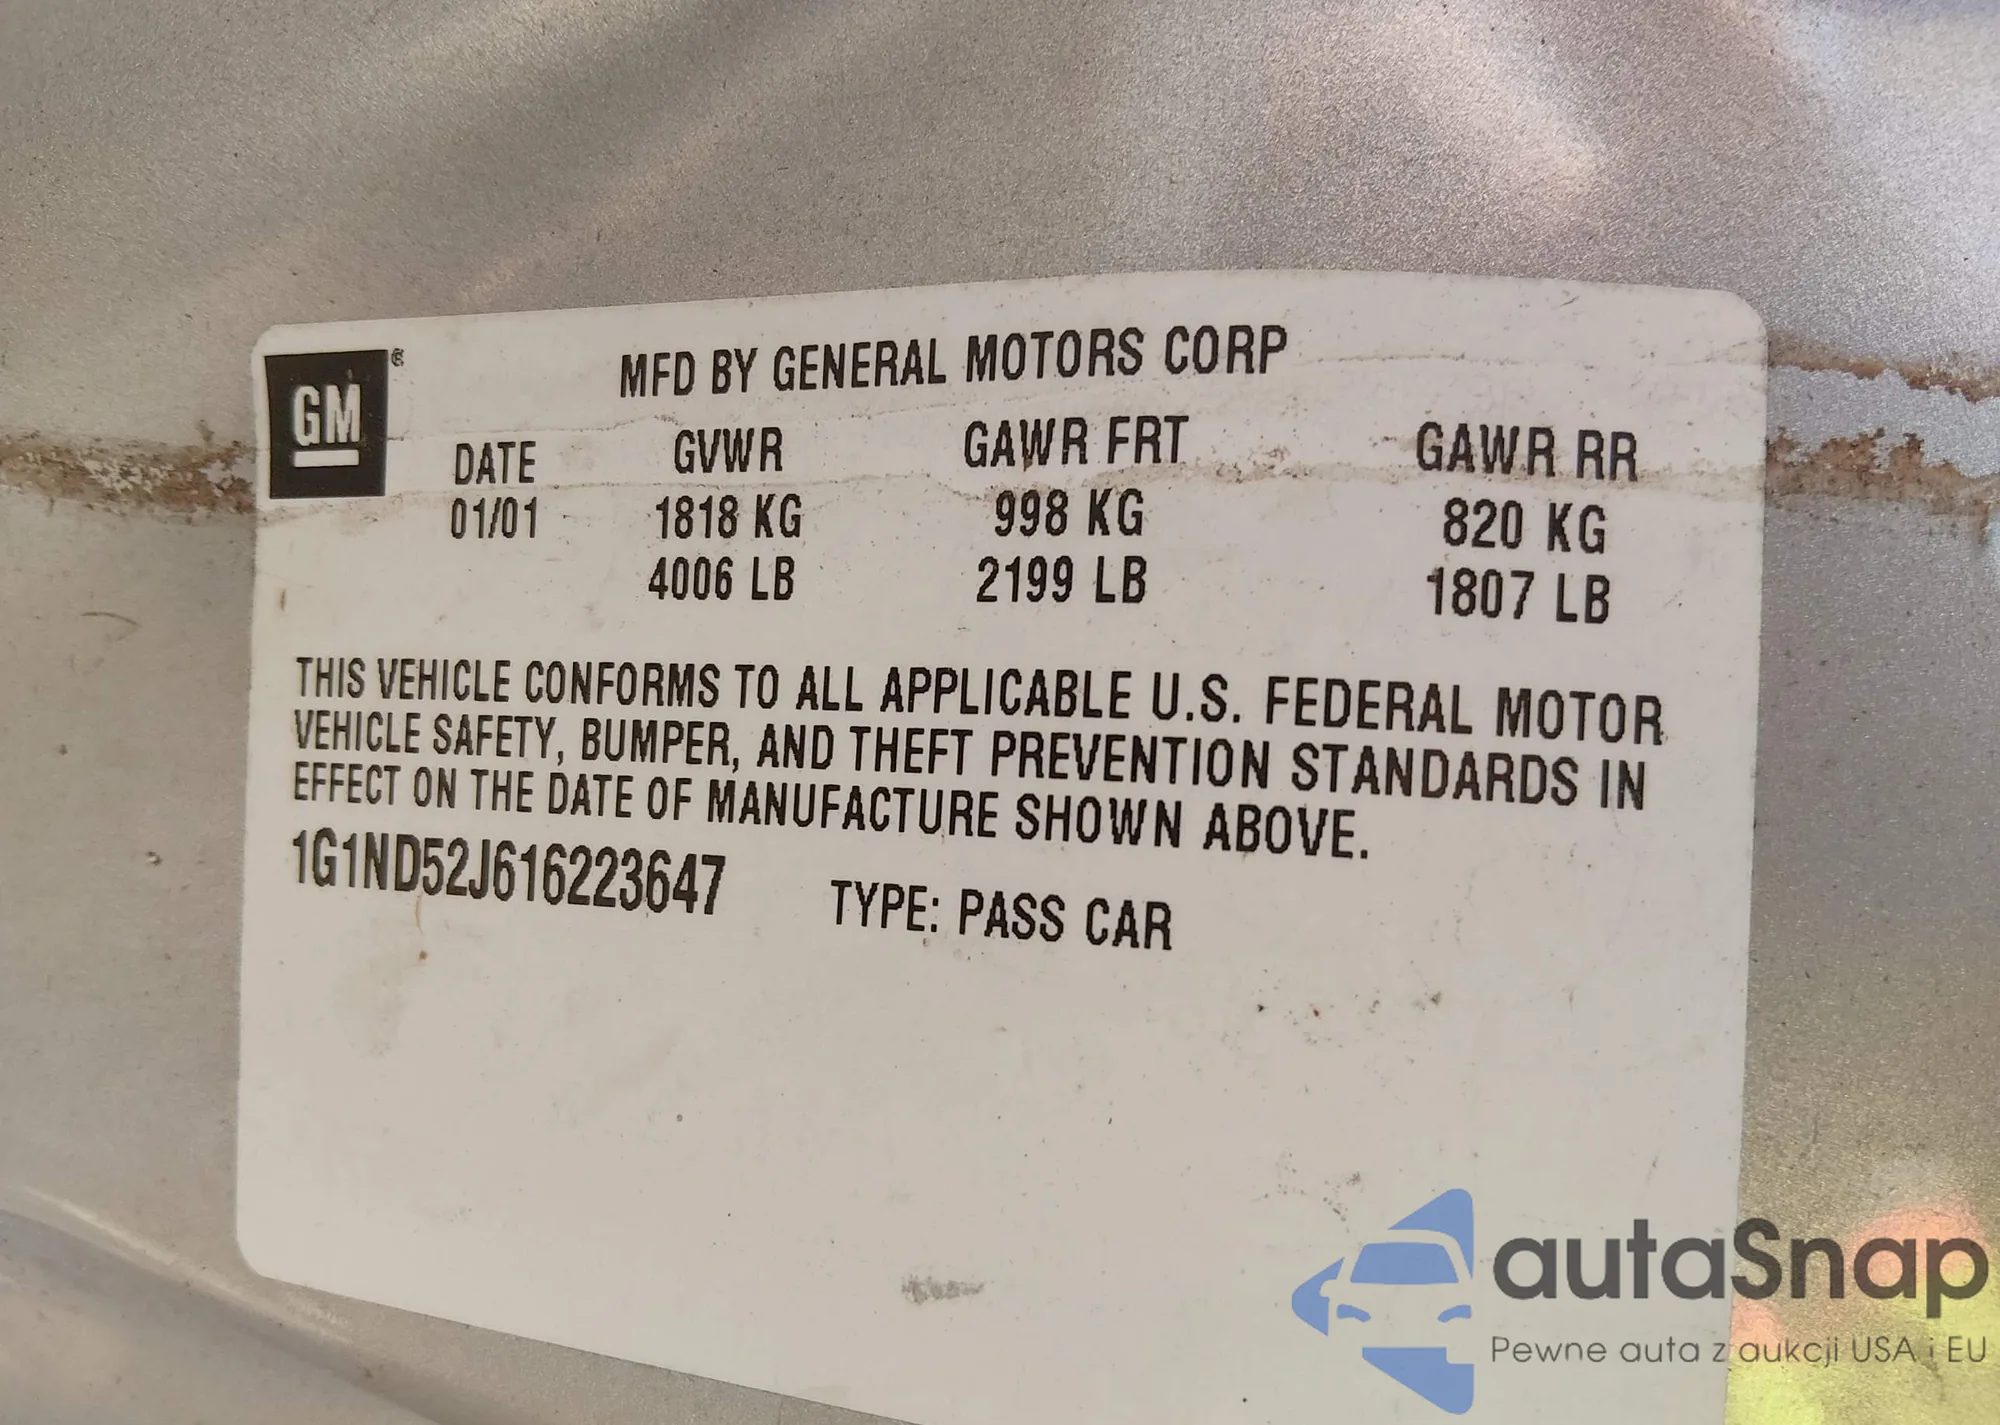 GM®
MFD BY GENERAL MOTORS CORP
DATE GVWR GAWR FRT GAWR RR
01/01 1818 KG 998 KG 820 KG
4006 LB 2199 LB 1807 LB
THIS VEHICLE CONFORMS TO ALL APPLICABLE U.S. FEDERAL MOTOR
VEHICLE SAFETY, BUMPER, AND THEFT PREVENTION STANDARDS IN
EFFECT ON THE DATE OF MANUFACTURE SHOWN ABOVE.
1G1ND52J616223647 TYPE: PASS CAR
autaSnap
Pewne auta z aukcji USA i EU